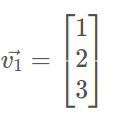 v⃗1 = [1
2
3]